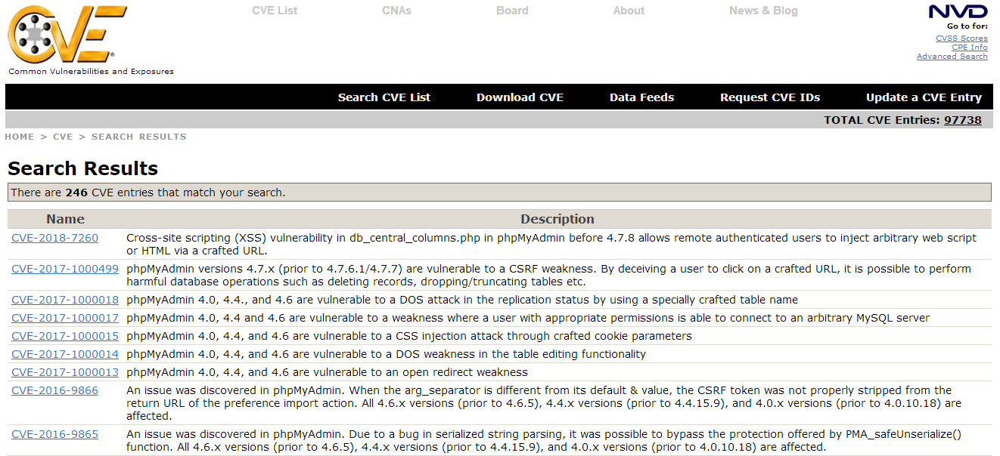 CVE List
CNAs
Board
About
News & Blog
CVE
Common Vulnerabilities and Exposures
NVD
Go to for:
CVSS Scores
CPE Info
Advanced Search
Search CVE List
Download CVE
Data Feeds
Request CVE IDs
Update a CVE Entry
TOTAL CVE Entries: 97738
HOME > CVE > SEARCH RESULTS
Search Results
There are 246 CVE entries that match your search.
Name Description
CVE-2018-7260 Cross-site scripting (XSS) vulnerability in db_central_columns.php in phpMyAdmin before 4.7.8 allows remote authenticated users to inject arbitrary web script
or HTML via a crafted URL.
CVE-2017-1000499 phpMyAdmin versions 4.7.x (prior to 4.7.6.1/4.7.7) are vulnerable to a CSRF weakness. By deceiving a user to click on a crafted URL, it is possible to perform
harmful database operations such as deleting records, dropping/truncating tables etc.
CVE-2017-1000018 phpMyAdmin 4.0, 4.4., and 4.6 are vulnerable to a DOS attack in the replication status by using a specially crafted table name
CVE-2017-1000017 phpMyAdmin 4.0, 4.4 and 4.6 are vulnerable to a weakness where a user with appropriate permissions is able to connect to an arbitrary MySQL server
CVE-2017-1000015 phpMyAdmin 4.0, 4.4, and 4.6 are vulnerable to a CSS injection attack through crafted cookie parameters
CVE-2017-1000014 phpMyAdmin 4.0, 4.4, and 4.6 are vulnerable to a DOS weakness in the table editing functionality
CVE-2017-1000013 phpMyAdmin 4.0, 4.4, and 4.6 are vulnerable to an open redirect weakness
CVE-2016-9866 An issue was discovered in phpMyAdmin. When the arg_separator is different from its default & value, the CSRF token was not properly stripped from the
return URL of the preference import action. All 4.6.x versions (prior to 4.6.5), 4.4.x versions (prior to 4.4.15.9), and 4.0.x versions (prior to 4.0.10.18) are
affected.
CVE-2016-9865 An issue was discovered in phpMyAdmin. Due to a bug in serialized string parsing, it was possible to bypass the protection offered by PMA_safeUnserialize()
function. All 4.6.x versions (prior to 4.6.5), 4.4.x versions (prior to 4.4.15.9), and 4.0.x versions (prior to 4.0.10.18) are affected.